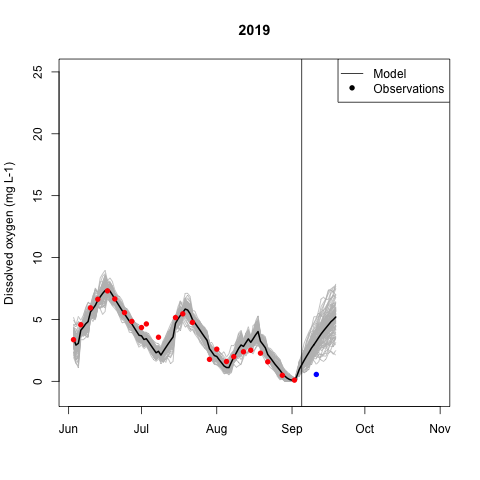 2019
Model
Observations
Dissolved oxygen (mg L-1)
25
20
15
10
5
0
Jun Jul Aug Sep Oct Nov